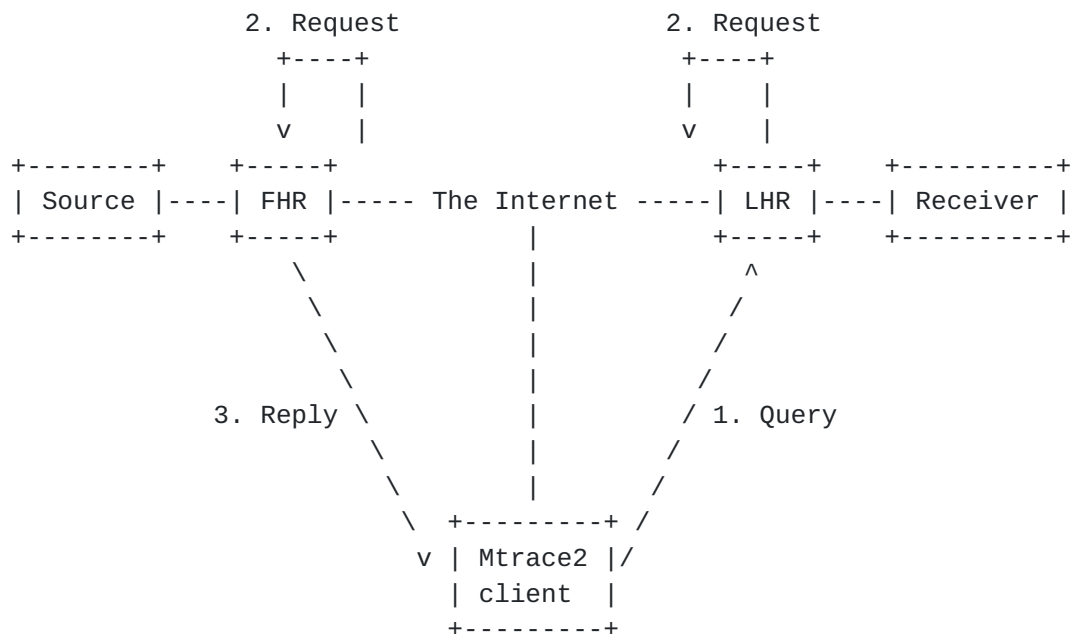 2. Request 2. Request
Source FHR The Internet LHR Receiver
3. Reply 1. Query
Mtrace2
client